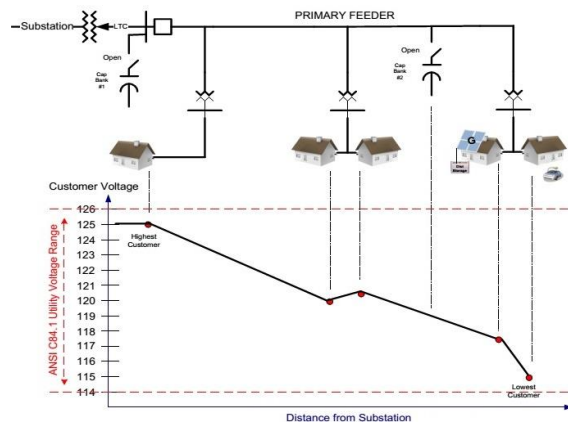 PRIMARY FEEDER
Substation
LTC
Open
Cap
Bank
#1
Open
Cap
Bank
#2
G
Elec
Storage
Customer Voltage
126
125
124
123
122
121
120
119
118
117
116
115
114
ANSI C84.1 Utility Voltage Range
Highest
Customer
Lowest
Customer
Distance from Substation